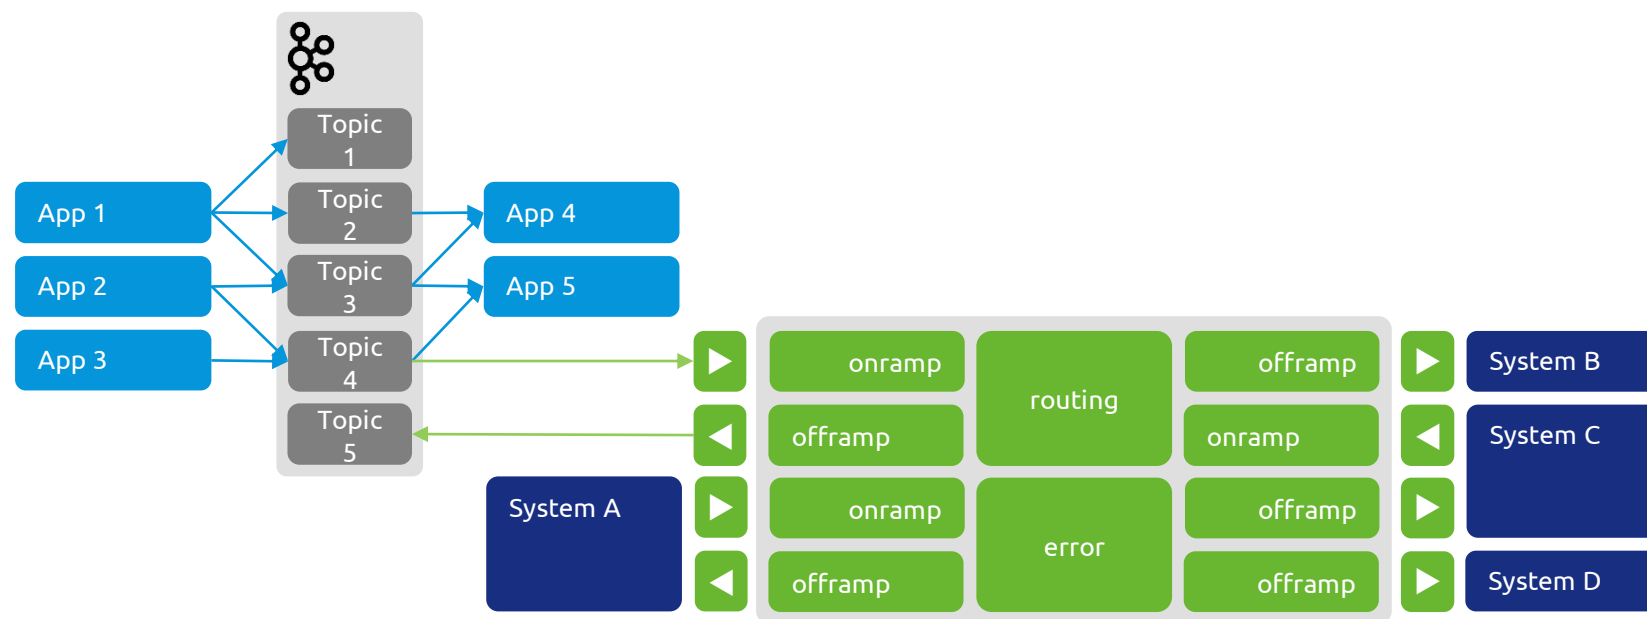 Topic
1
App 1
Topic
2
App 4
App 2
Topic
3
App 5
App 3
Topic
4
onramp
routing
offramp
System B
Topic
5
offramp
onramp
System C
System A
onramp
error
offramp
offramp
offramp
System D